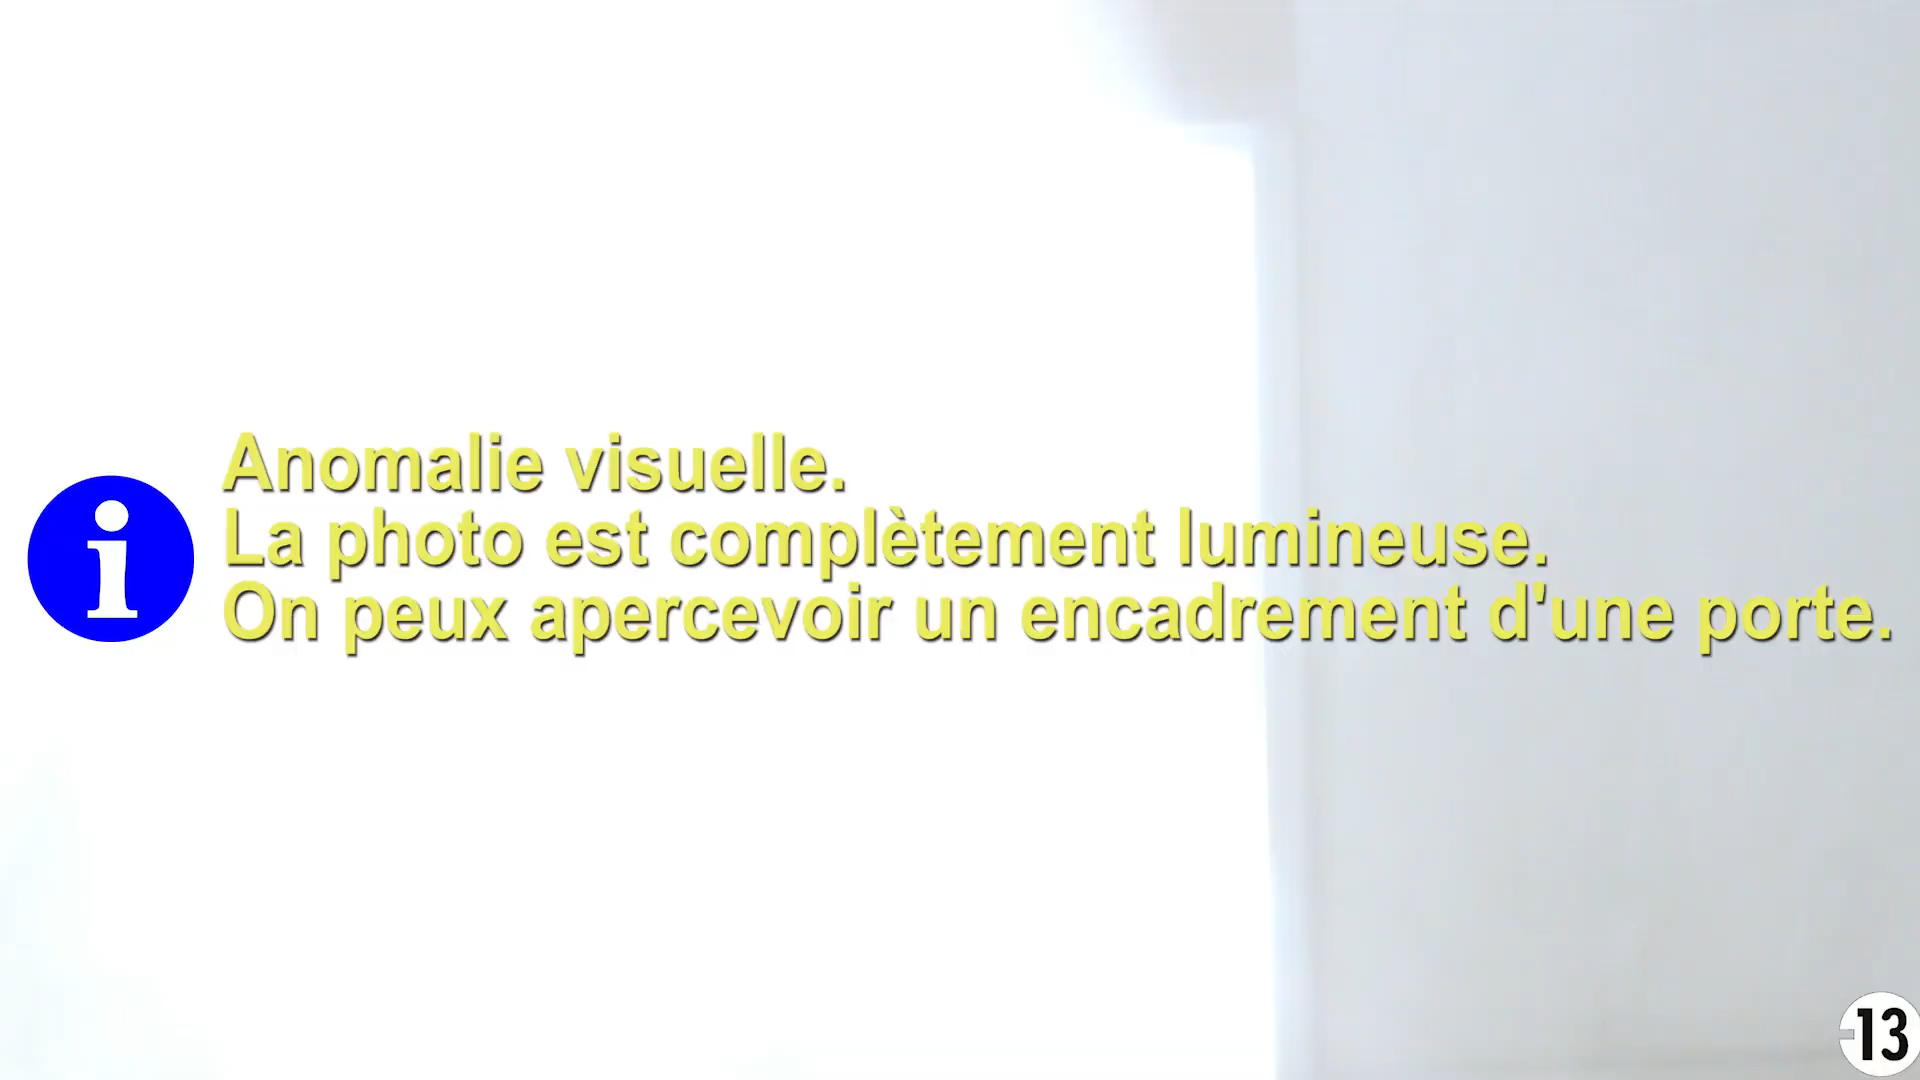 Anomalie visuelle.
La photo est complètement lumineuse.
On peux apercevoir un encadrement d'une porte.
-13